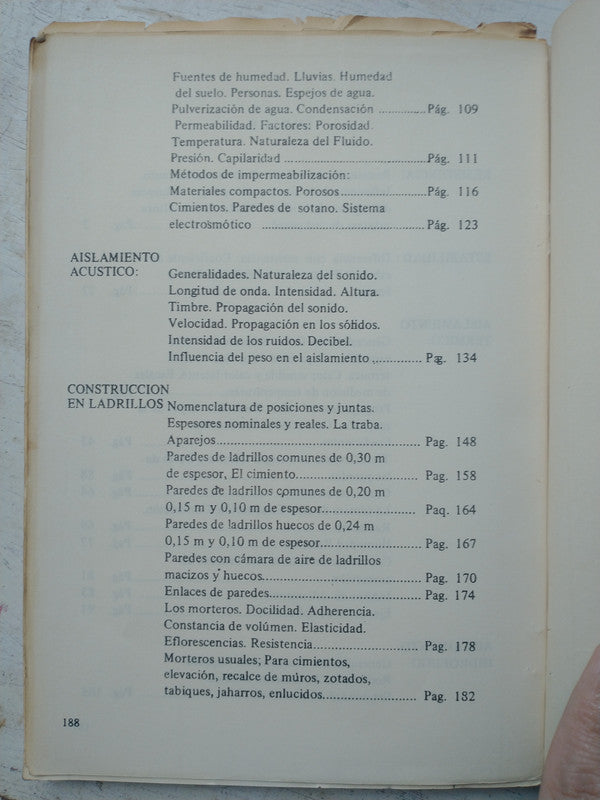 Fuentes de humedad. Lluvias. Humedad
del suelo. Personas. Espejos de agua.
Pulverización de agua. Condensación ............Pág. 109
Permeabilidad. Factores: Porosidad.
Temperatura. Naturaleza del Fluido.
Presión. Capilaridad ..............................Pág. 111
Métodos de impermeabilización:
Materiales compactos. Porosos..................Pág. 116
Cimientos. Paredes de sotano. Sistema
electrosmótico ...................................Pág. 123
AISLAMIENTO
ACUSTICO:
Generalidades. Naturaleza del sonido.
Longitud de onda. Intensidad. Altura.
Timbre. Propagación del sonido.
Velocidad. Propagación en los sólidos.
Intensidad de los ruidos. Decibel.
Influencia del peso en el aislamiento ............Pag. 134
CONSTRUCCION
EN LADRILLOS Nomenclatura de posiciones y juntas.
Espesores nominales y reales. La traba.
Aparejos............................................Pag. 148
Paredes de ladrillos comunes de 0,30 m
de espesor, El cimiento..........................Pag. 158
Paredes de ladrillos comunes de 0,20 m
0,15 m y 0,10 m de espesor.....................Paq. 164
Paredes de ladrillos huecos de 0,24 m
0,15 m y 0,10 m de espesor.....................Pag. 167
Paredes con cámara de aire de ladrillos
macizos y huecos..................................Pag. 170
Enlaces de paredes................................Pag. 174
Los morteros. Docilidad. Adherencia.
Constancia de volúmen. Elasticidad.
Eflorescencias. Resistencia.......................Pag. 178
Morteros usuales; Para cimientos,
elevación, recalce de múros, zotados,
tabiques, jaharros, enlucidos.....................Pag. 182
188